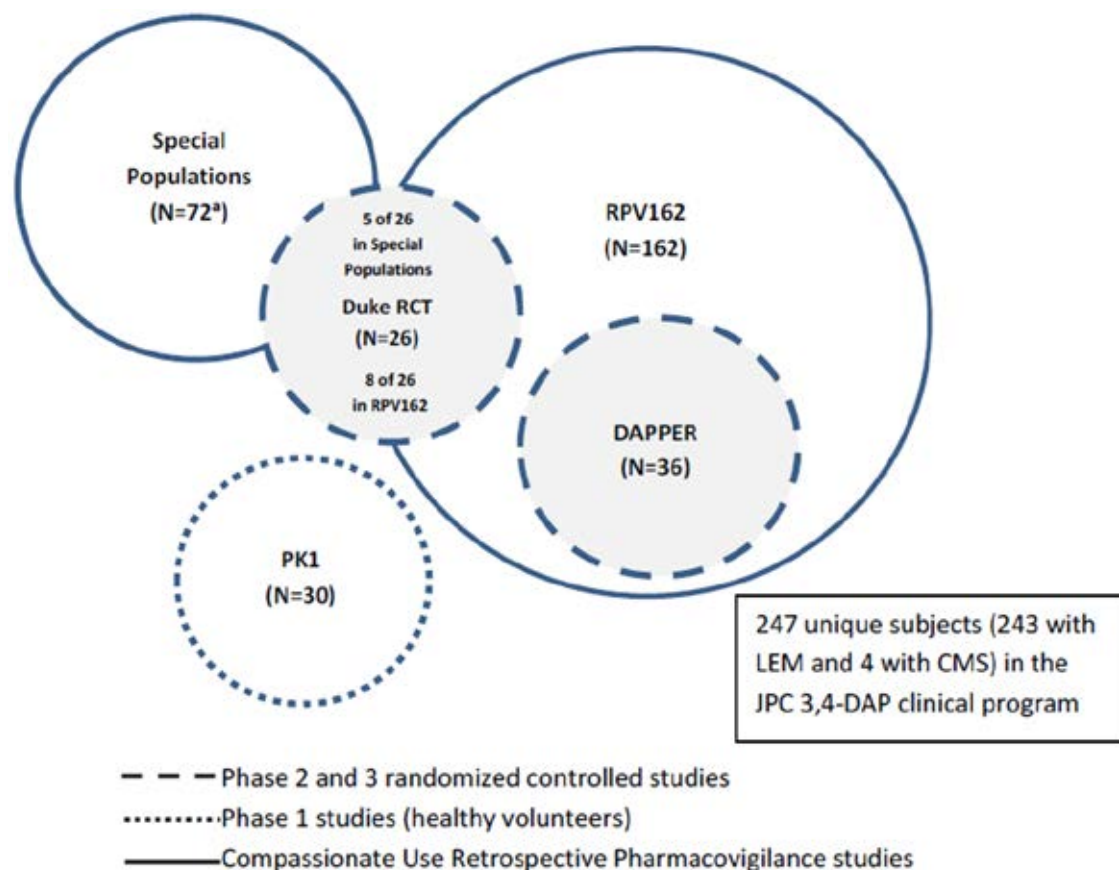 Special
Populations
(N=72ª)
RPV162
(N=162)
5 of 26
in Special
Populations
Duke RCT
(N=26)
8 of 26
in RPV162
DAPPER
(N=36)
PK1
(N=30)
247 unique subjects (243 with
LEM and 4 with CMS) in the
JPC 3,4-DAP clinical program
Phase 2 and 3 randomized controlled studies
Phase 1 studies (healthy volunteers)
Compassionate Use Retrospective Pharmacovigilance studies